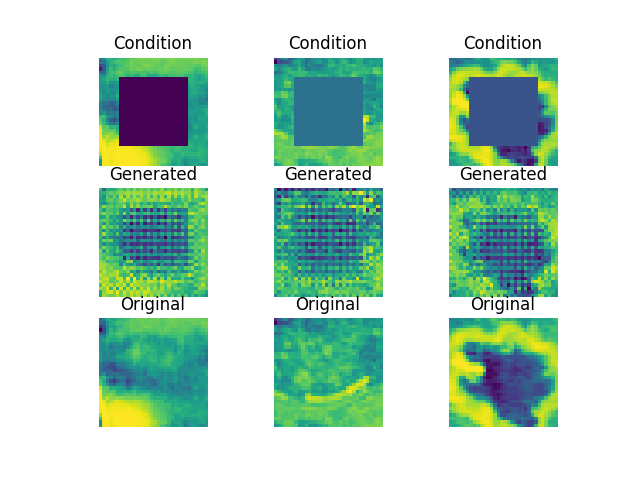 Condition Condition Condition
Generated Generated Generated
Original Original Original